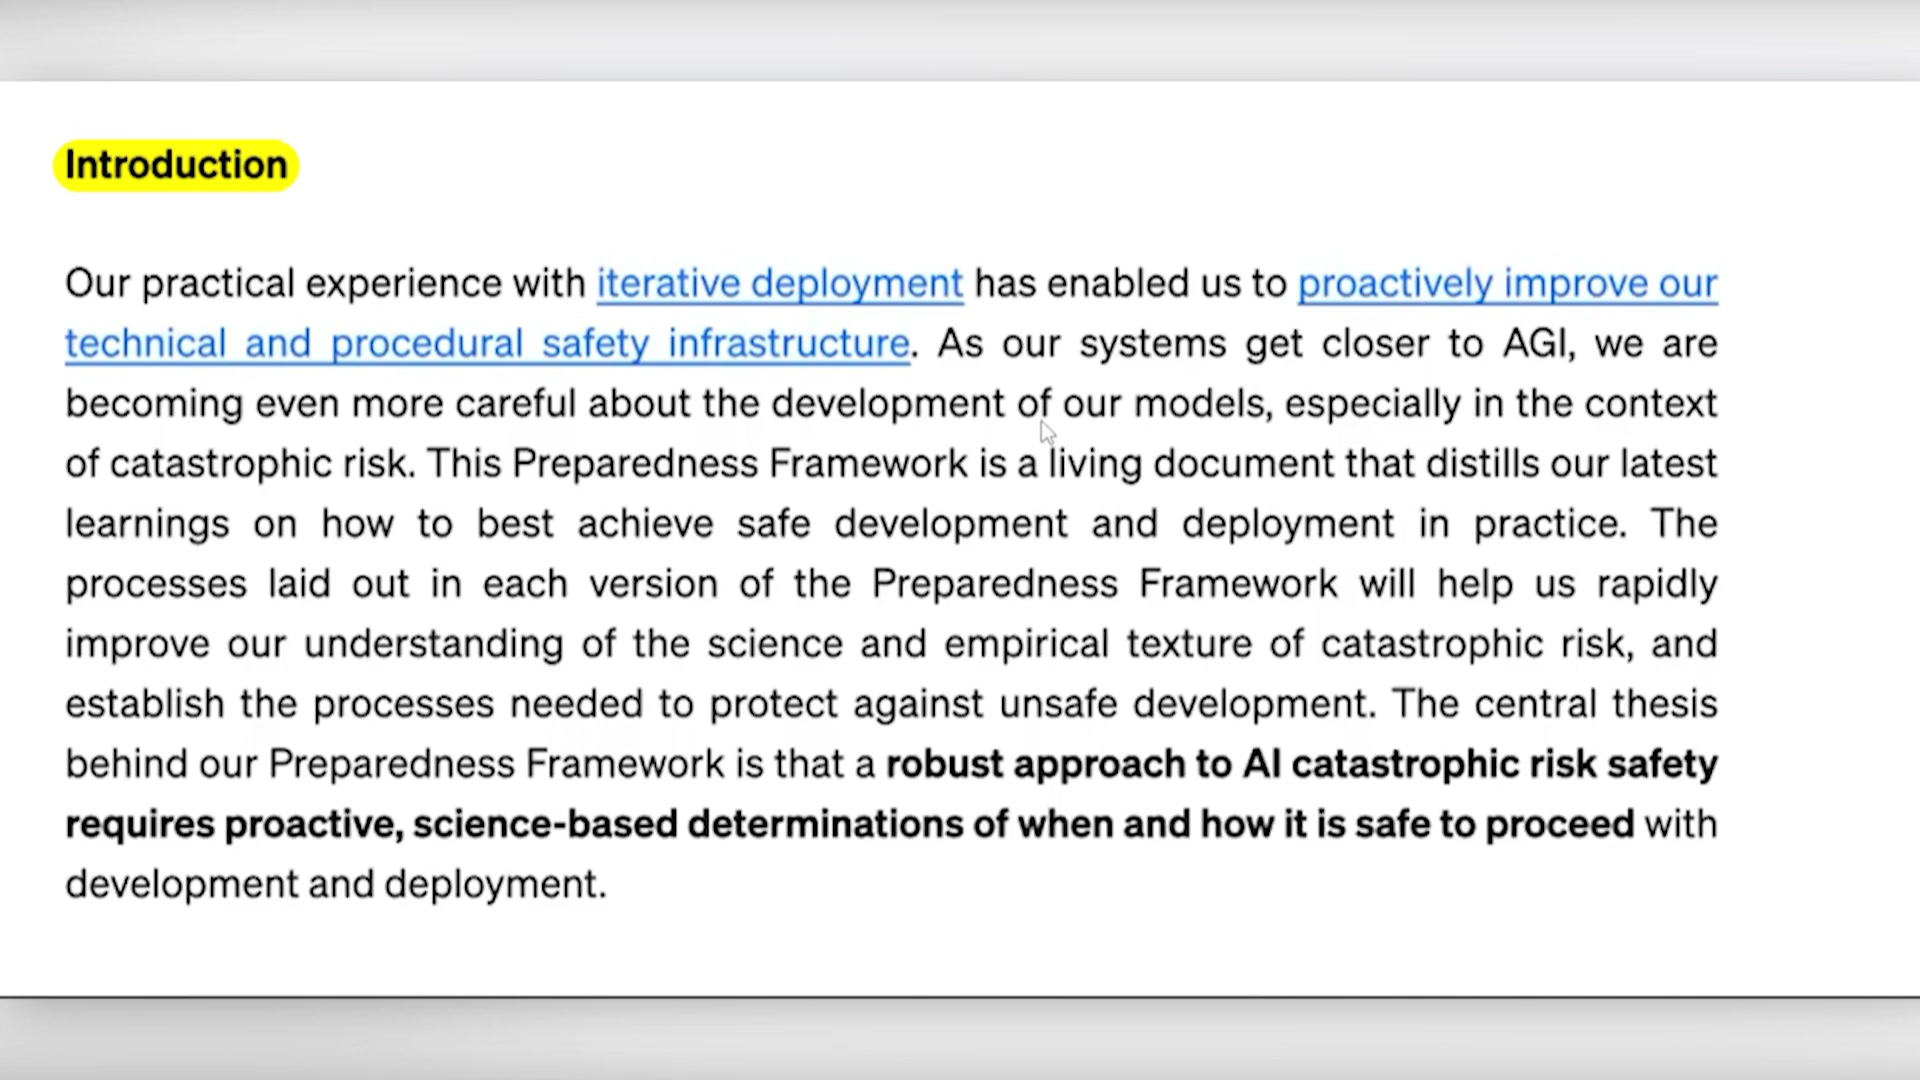 Introduction
Our practical experience with iterative deployment has enabled us to proactively improve our
technical and procedural safety infrastructure. As our systems get closer to AGI, we are
becoming even more careful about the development of our models, especially in the context
of catastrophic risk. This Preparedness Framework is a living document that distills our latest
learnings on how to best achieve safe development and deployment in practice. The
processes laid out in each version of the Preparedness Framework will help us rapidly
improve our understanding of the science and empirical texture of catastrophic risk, and
establish the processes needed to protect against unsafe development. The central thesis
behind our Preparedness Framework is that a robust approach to AI catastrophic risk safety
requires proactive, science-based determinations of when and how it is safe to proceed with
development and deployment.